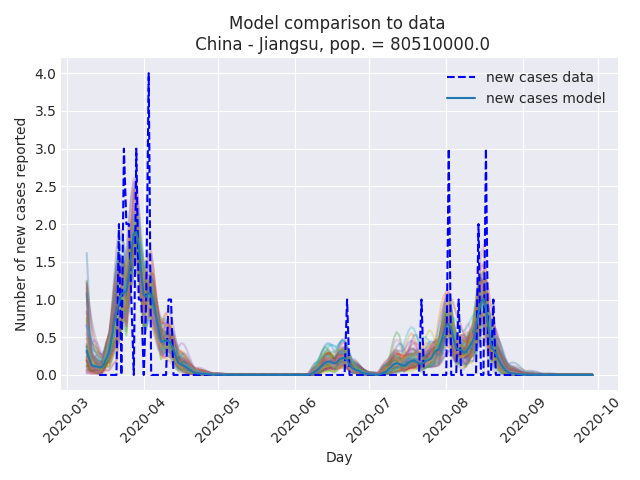 Model comparison to data
China - Jiangsu, pop. = 80510000.0
new cases data
new cases model
Number of new cases reported
4.0
3.5
3.0
2.5
2.0
1.5
1.0
0.5
0.0
2020-03
2020-04
2020-05
2020-06
2020-07
2020-08
2020-09
2020-10
Day